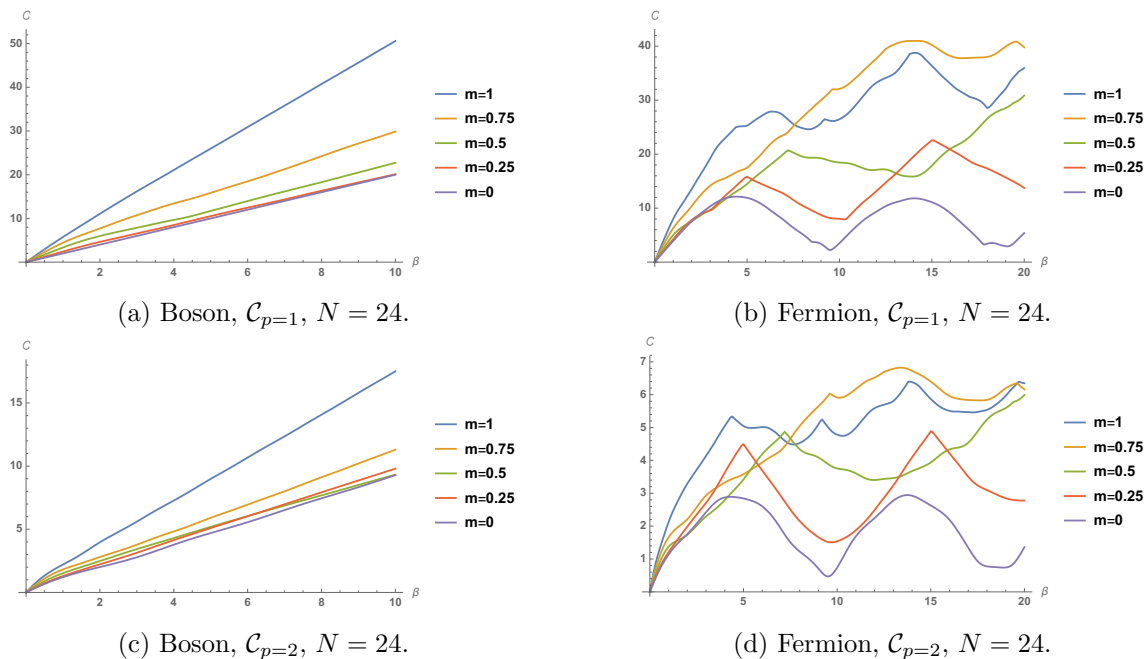 C
50
40
30
20
10
2 4 6 8 10
β
m=1
m=0.75
m=0.5
m=0.25
m=0
(a) Boson, 𝒞p=1, N = 24.
C
40
30
20
10
5 10 15 20
β
m=1
m=0.75
m=0.5
m=0.25
m=0
(b) Fermion, 𝒞p=1, N = 24.
C
15
10
5
2 4 6 8 10
β
m=1
m=0.75
m=0.5
m=0.25
m=0
(c) Boson, 𝒞p=2, N = 24.
C
7
6
5
4
3
2
1
5 10 15 20
β
m=1
m=0.75
m=0.5
m=0.25
m=0
(d) Fermion, 𝒞p=2, N = 24.